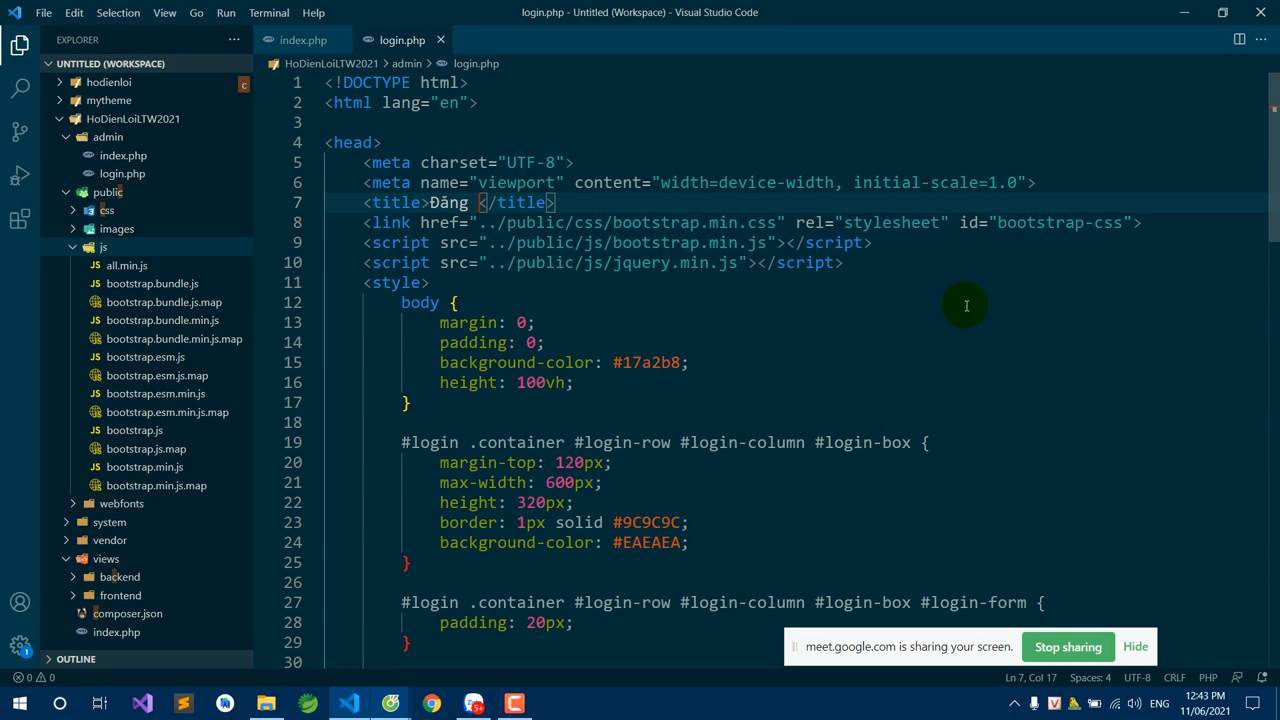 File Edit Selection View Go Run Terminal Help
login.php - Untitled (Workspace) - Visual Studio Code
EXPLORER
UNTITLED (WORKSPACE)
hodienloi
c
mytheme
HoDienLoiLTW2021
admin
index.php
login.php
public
css
images
js
JS all.min.js
JS bootstrap.bundle.js
bootstrap.bundle.js.map
JS bootstrap.bundle.min.js
bootstrap.bundle.min.js.map
JS bootstrap.esm.js
bootstrap.esm.js.map
JS bootstrap.esm.min.js
bootstrap.esm.min.js.map
JS bootstrap.js
bootstrap.js.map
JS bootstrap.min.js
bootstrap.min.js.map
webfonts
system
vendor
views
backend
frontend
composer.json
index.php
OUTLINE
index.php login.php
HoDienLoiLTW2021 > admin > login.php
1 <!DOCTYPE html>
2 <html lang="en">
3
4 <head>
5 <meta charset="UTF-8">
6 <meta name="viewport" content="width=device-width, initial-scale=1.0">
7 <title>Đăng </title>
8 <link href="../public/css/bootstrap.min.css" rel="stylesheet" id="bootstrap-css">
9 <script src="../public/js/bootstrap.min.js"></script>
10 <script src="../public/js/jquery.min.js"></script>
11 <style>
12 body {
13 margin: 0;
14 padding: 0;
15 background-color: #17a2b8;
16 height: 100vh;
17 }
18
19 #login .container #login-row #login-column #login-box {
20 margin-top: 120px;
21 max-width: 600px;
22 height: 320px;
23 border: 1px solid #9C9C9C;
24 background-color: #EAEAEA;
25 }
26
27 #login .container #login-row #login-column #login-box #login-form {
28 padding: 20px;
29 }
30
meet.google.com is sharing your screen. Stop sharing Hide
0 0 Ln 7, Col 17 Spaces: 4 UTF-8 CRLF PHP
1
5+
12:43 PM
11/06/2021